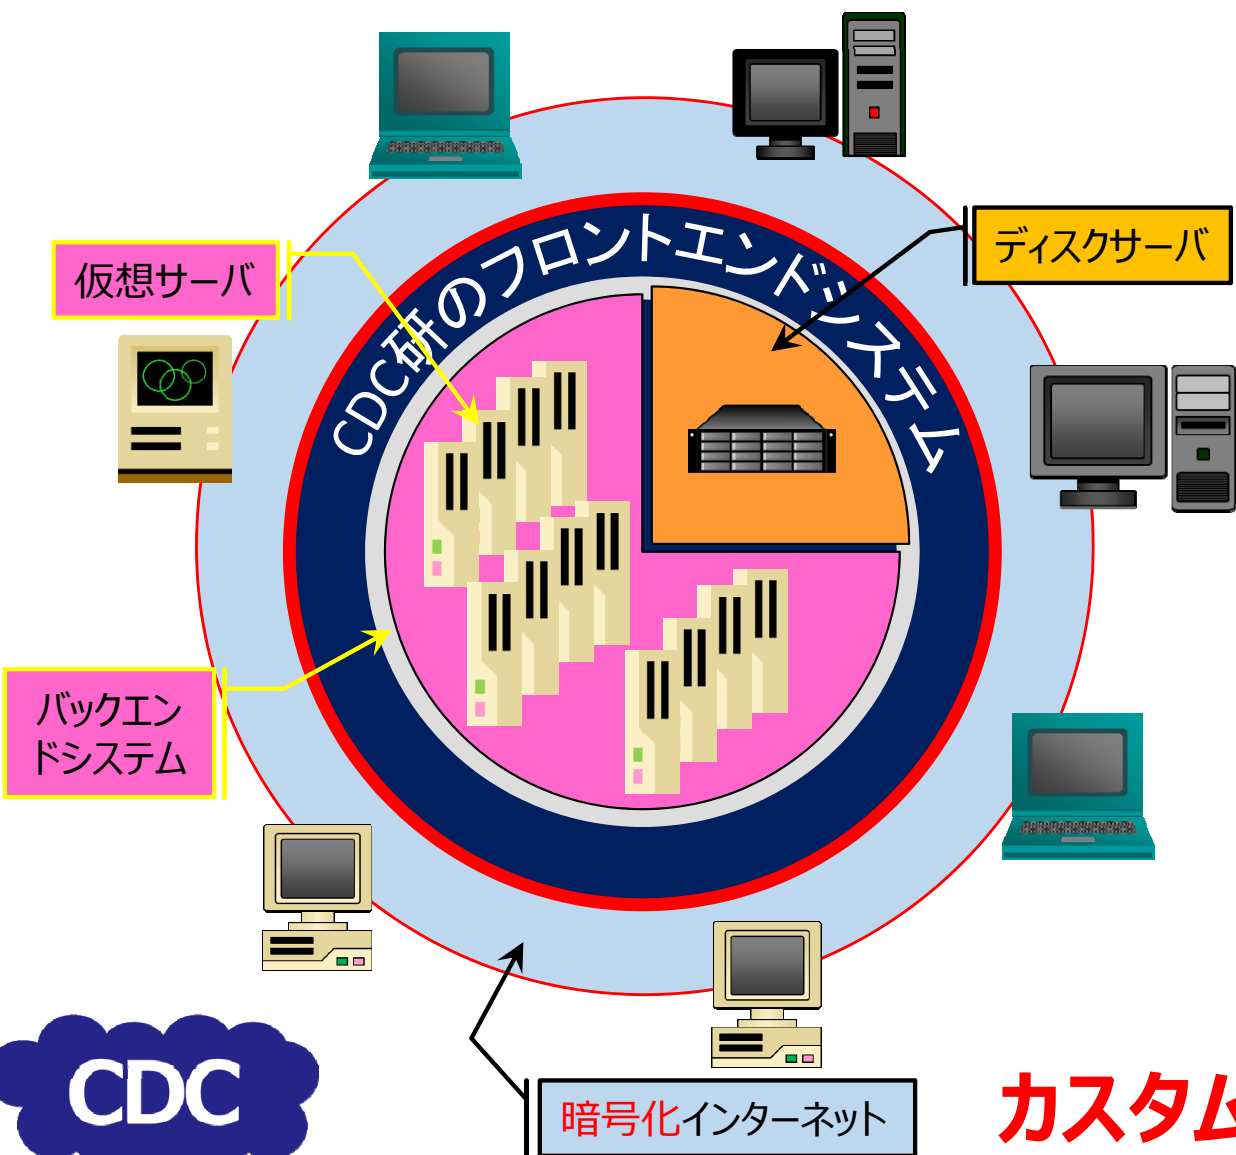 CDC研のフロントエンドシステム
仮想サーバ
ディスクサーバ
バックエン
ドシステム
暗号化インターネット
CDC
カスタム